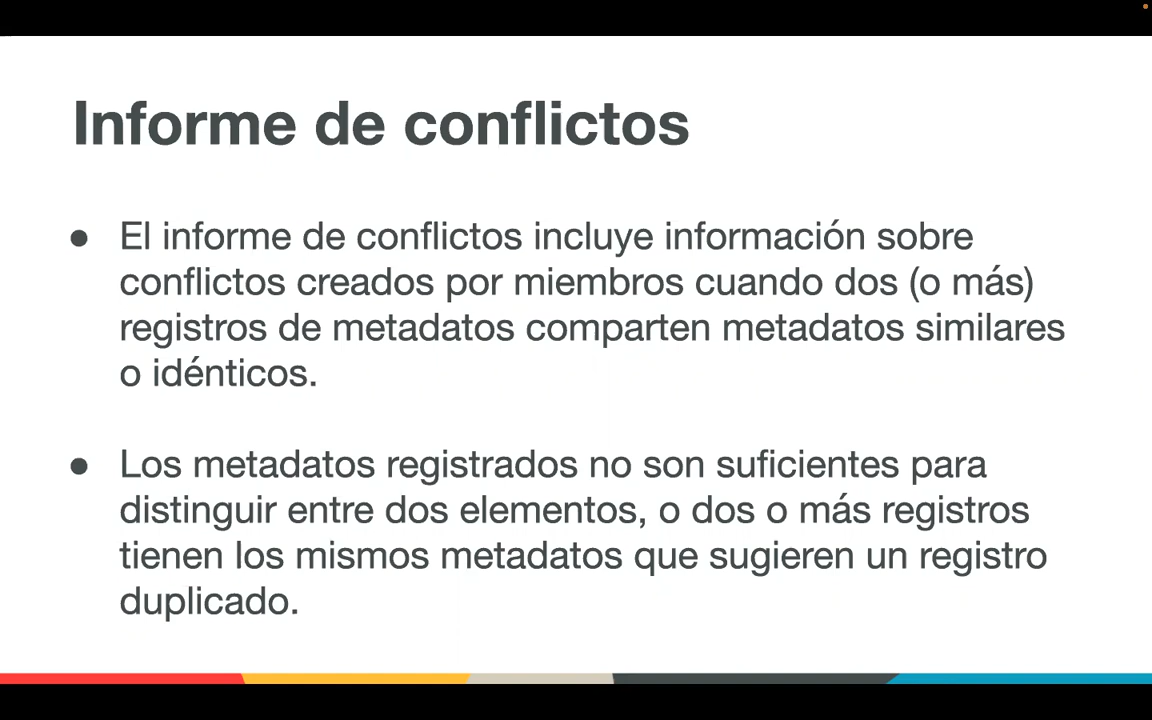 Informe de conflictos
● El informe de conflictos incluye información sobre
conflictos creados por miembros cuando dos (o más)
registros de metadatos comparten metadatos similares
o idénticos.
● Los metadatos registrados no son suficientes para
distinguir entre dos elementos, o dos o más registros
tienen los mismos metadatos que sugieren un registro
duplicado.